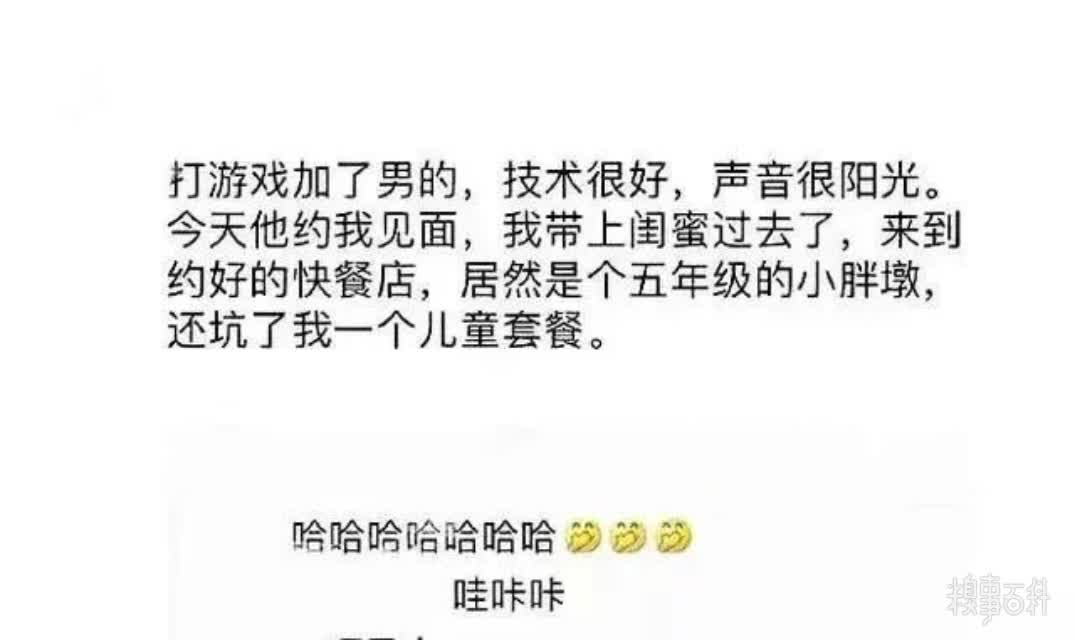 打游戏加了男的，技术很好，声音很阳光。
今天他约我见面，我带上闺蜜过去了，来到
约好的快餐店，居然是个五年级的小胖墩，
还坑了我一个儿童套餐。
哈哈哈哈哈哈哈🤭🤭🤭
哇咔咔
糗事百科